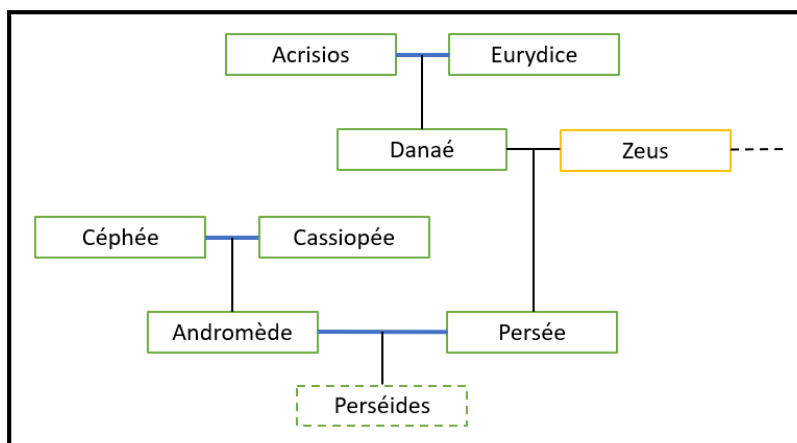 Acrisios
Eurydice
Danaé
Zeus
Céphée
Cassiopée
Andromède
Persée
Perséides